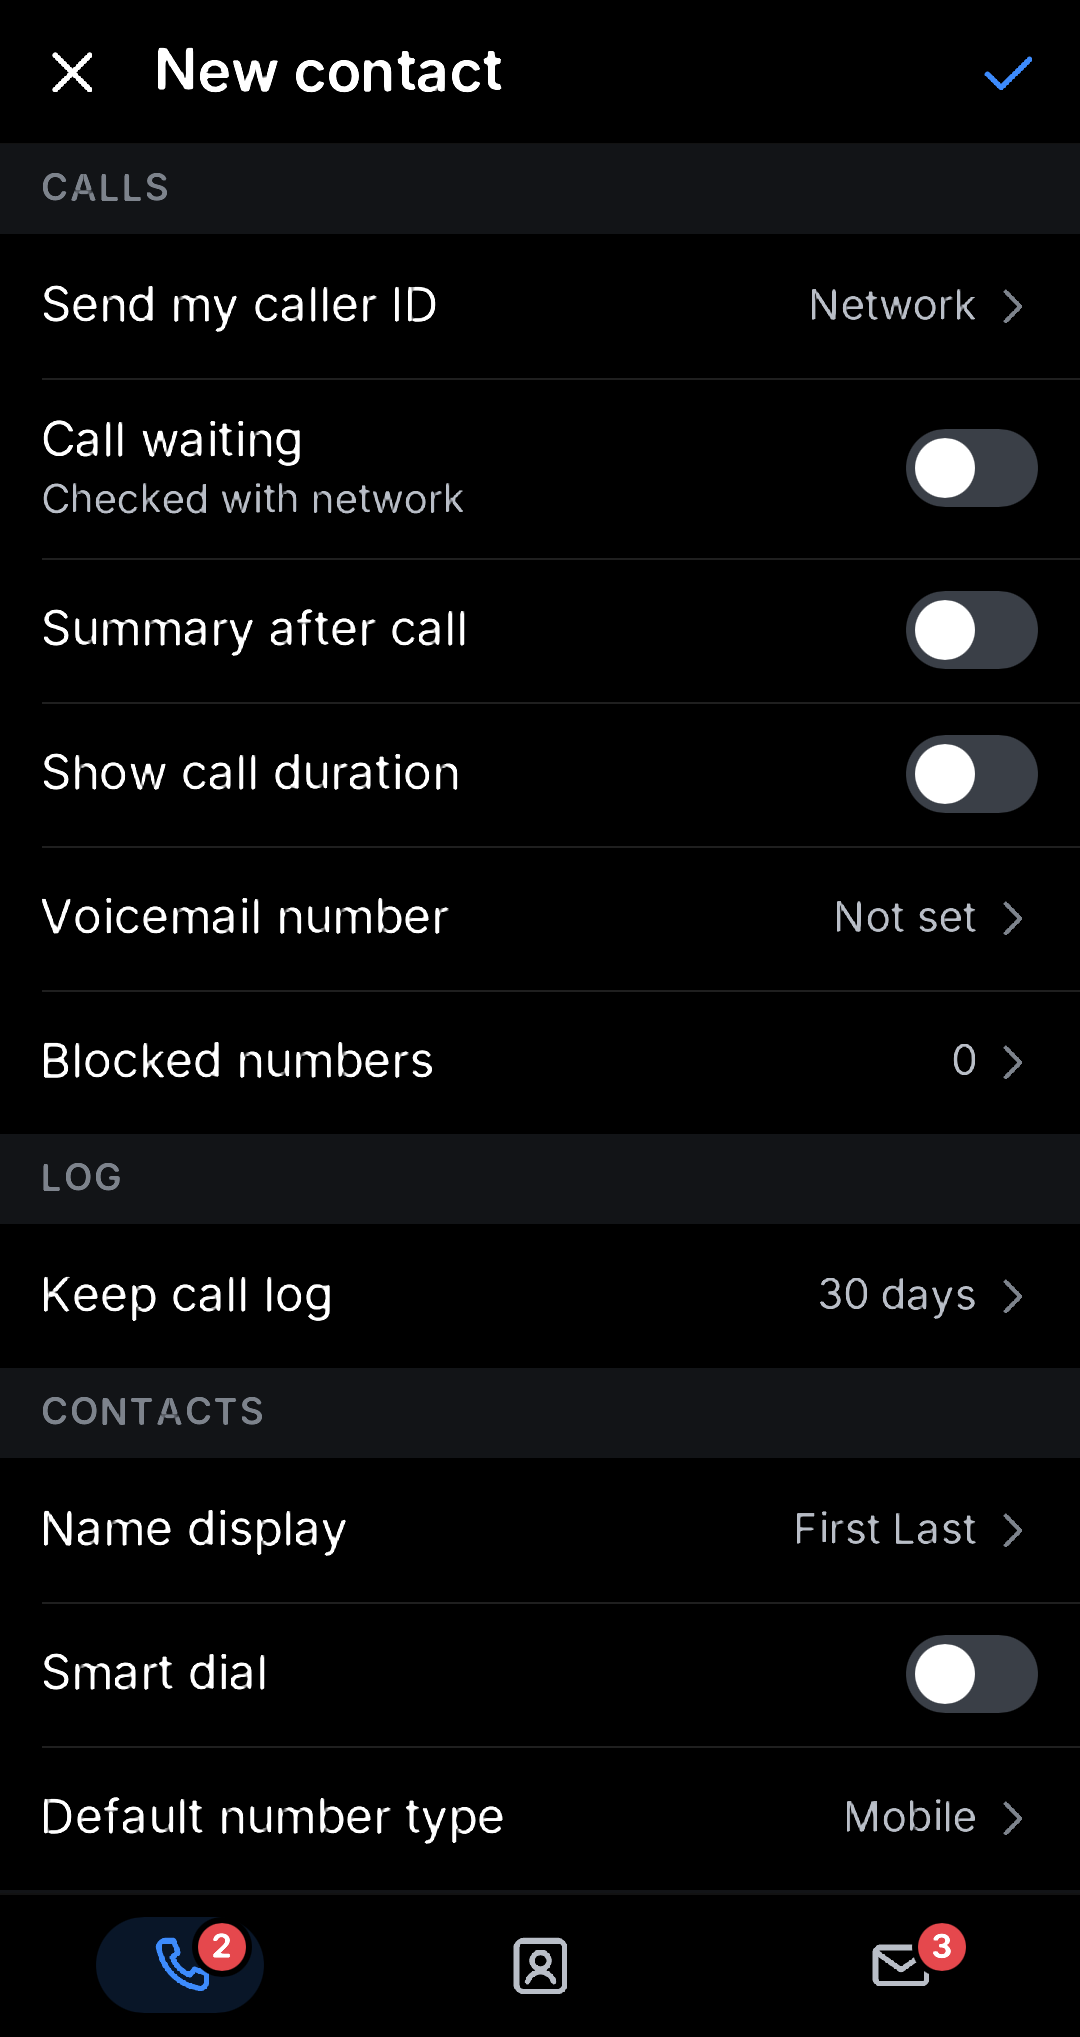 New contact
CALLS
Send my caller ID Network
Call waiting
Checked with network
Summary after call
Show call duration
Voicemail number Not set
Blocked numbers 0
LOG
Keep call log 30 days
CONTACTS
Name display First Last
Smart dial
Default number type Mobile
2 3